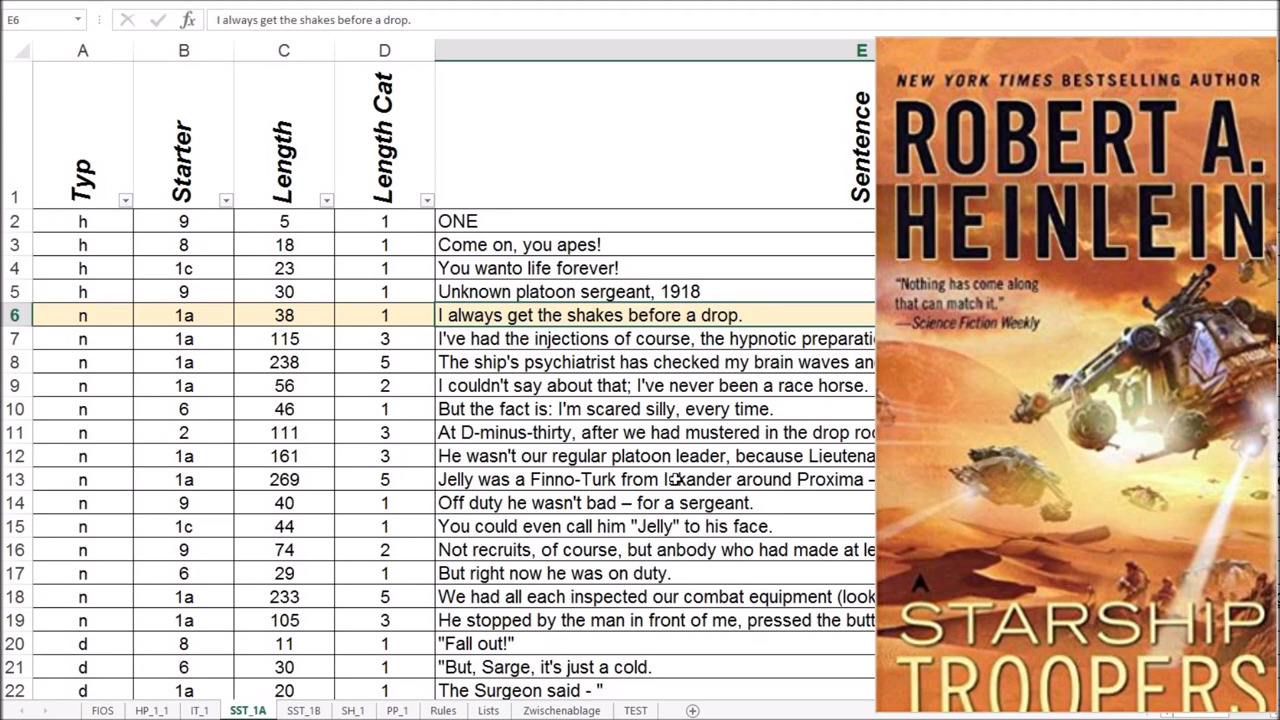 E6 fx I always get the shakes before a drop.
A B C D E
1 Typ Starter Length Length Cat Sentence
2 h 9 5 1 ONE
3 h 8 18 1 Come on, you apes!
4 h 1c 23 1 You wanto life forever!
5 h 9 30 1 Unknown platoon sergeant, 1918
6 n 1a 38 1 I always get the shakes before a drop.
7 n 1a 115 3 I've had the injections of course, the hypnotic preparati
8 n 1a 238 5 The ship's psychiatrist has checked my brain waves an
9 n 1a 56 2 I couldn't say about that; I've never been a race horse.
10 n 6 46 1 But the fact is: I'm scared silly, every time.
11 n 2 111 3 At D-minus-thirty, after we had mustered in the drop roo
12 n 1a 161 3 He wasn't our regular platoon leader, because Lieutena
13 n 1a 269 5 Jelly was a Finno-Turk from Iskander around Proxima –
14 n 9 40 1 Off duty he wasn't bad – for a sergeant.
15 n 1c 44 1 You could even call him "Jelly" to his face.
16 n 9 74 2 Not recruits, of course, but anbody who had made at le
17 n 6 29 1 But right now he was on duty.
18 n 1a 233 5 We had all each inspected our combat equipment (look
19 n 1a 105 3 He stopped by the man in front of me, pressed the butt
20 d 8 11 1 "Fall out!"
21 d 6 30 1 "But, Sarge, it's just a cold.
22 d 1a 20 1 The Surgeon said - "
FIOS HP_1_1 IT_1 SST_1A SST_1B SH_1 PP_1 Rules Lists Zwischenablage TEST
NEW YORK TIMES BESTSELLING AUTHOR
ROBERT A.
HEINLEIN
"Nothing has come along
that can match it."
—Science Fiction Weekly
STARSHIP
TROOPERS